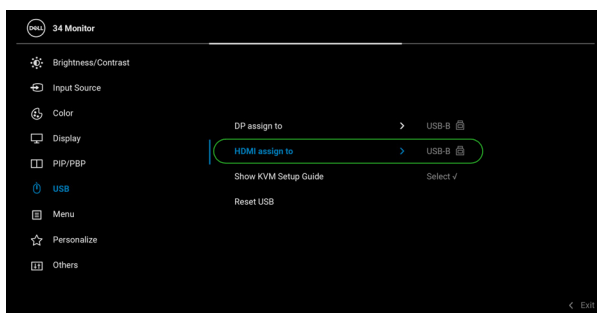 DELL 34 Monitor
Brightness/Contrast
Input Source
Color
Display
PIP/PBP
USB
Menu
Personalize
Others
DP assign to > USB-B
HDMI assign to > USB-B
Show KVM Setup Guide Select √
Reset USB
< Exit